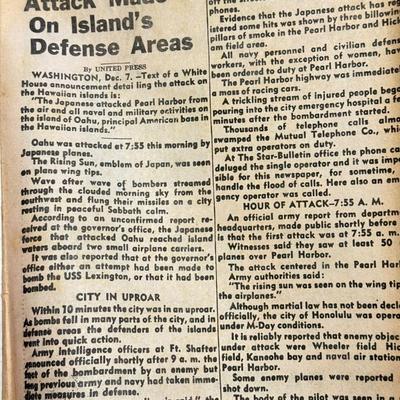 Attack Made
On Island's
Defense Areas
By UNITED PRESS
WASHINGTON, Dec. 7.—Text of a White
House announcement detailing the attack on
the Hawaiian islands is:
"The Japanese attacked Pearl Harbor from
the air and all naval and military activities on
the island of Oahu, principal American base in
the Hawaiian islands."
Oahu was attacked at 7:55 this morning by
Japanese planes.
The Rising Sun, emblem of Japan, was seen
on plane wing tips.
Wave after wave of bombers streamed
through the clouded morning sky from the
southwest and flung their missiles on a city
resting in peaceful Sabbath calm.
According to an unconfirmed report re-
ceived at the governor's office, the Japanese
force that attacked Oahu reached island
waters aboard two small airplane carriers.
It was also reported that at the governor's
office either an attempt had been made to
bomb the USS Lexington, or that it had been
bombed.
CITY IN UPROAR
Within 10 minutes the city was in an uproar.
As bombs fell in many parts of the city, and in
defense areas the defenders of the islands
went into quick action.
Army intelligence officers at Ft. Shafter
announced officially shortly after 9 a. m. the
fact of the bombardment by an enemy but
long previous army and navy had taken imme-
diate measures in defense.
off telephones.
Evidence that the Japanese attack has reg-
istered some hits was shown by three billowing
pillars of smoke in the Pearl Harbor and Hick
am field area.
All navy personnel and civilian defense
workers, with the exception of women, have
been ordered to duty at Pearl Harbor.
The Pearl Harbor highway was immediately
a mass of racing cars.
A trickling stream of injured people began
pouring into the city emergency hospital a few
minutes after the bombardment started.
Thousands of telephone calls almost
swamped the Mutual Telephone Co., which
put extra operators on duty.
At The Star-Bulletin office the phone calls
deluged the single operator and it was impos
sible for this newspaper, for sometime, to
handle the flood of calls. Here also an emer
gency operator was called.
HOUR OF ATTACK—7:55 A. M.
An official army report from department
headquarters, made public shortly before
is that the first attack was at 7:55 a. m.
Witnesses said they saw at least 50
planes over Pearl Harbor.
The attack centered in the Pearl Harbor
Army authorities said:
"The rising sun was seen on the wing tips
the airplanes."
Although martial law has not been declared
officially, the city of Honolulu was operating
under M-Day conditions.
It is reliably reported that enemy objectives
under attack were Wheeler field Hickam
field, Kaneohe bay and naval air station
Pearl Harbor.
Some enemy planes were reported
shot down.
The body of the pilot was seen in a